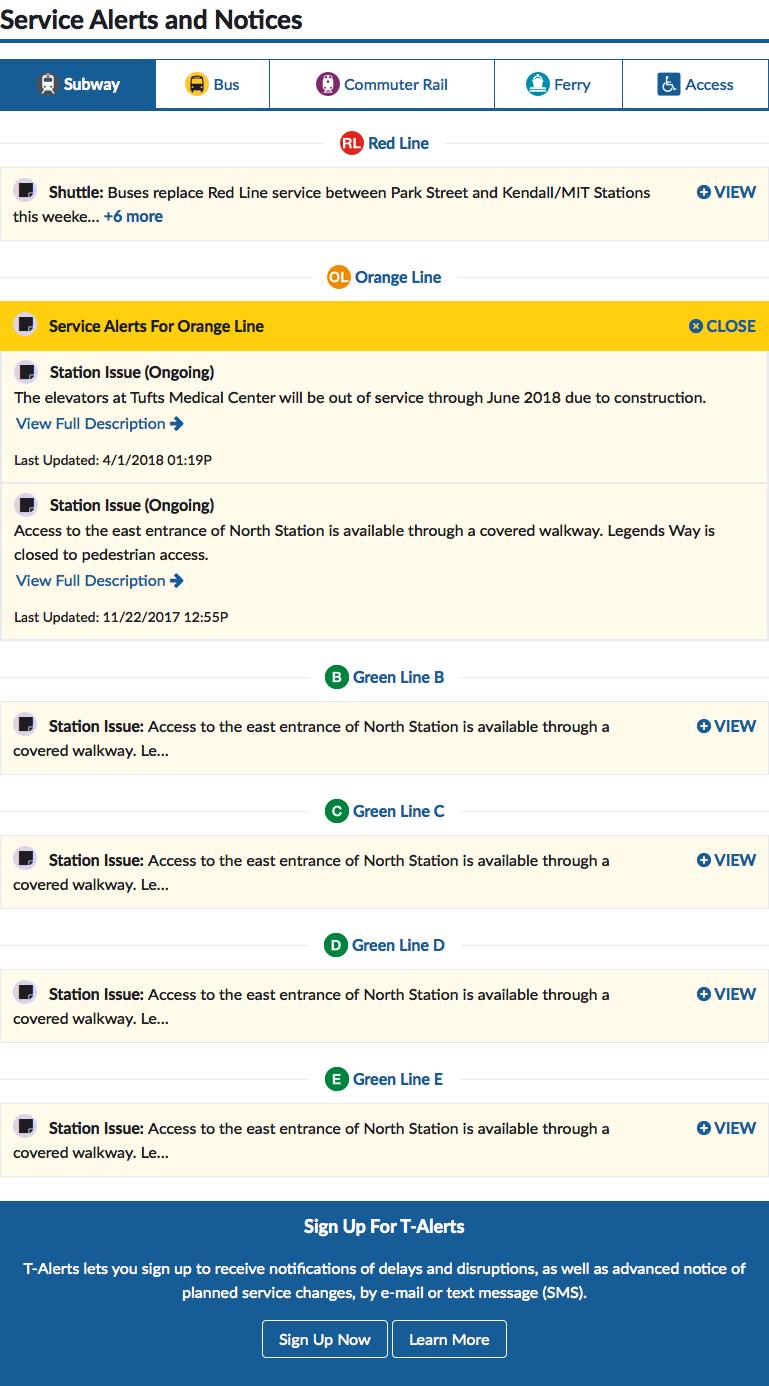 Service Alerts and Notices
Subway Bus Commuter Rail Ferry Access
RL Red Line
Shuttle: Buses replace Red Line service between Park Street and Kendall/MIT Stations VIEW
this weeke... +6 more
OL Orange Line
Service Alerts For Orange Line CLOSE
Station Issue (Ongoing)
The elevators at Tufts Medical Center will be out of service through June 2018 due to construction.
View Full Description
Last Updated: 4/1/2018 01:19P
Station Issue (Ongoing)
Access to the east entrance of North Station is available through a covered walkway. Legends Way is
closed to pedestrian access.
View Full Description
Last Updated: 11/22/2017 12:55P
B Green Line B
Station Issue: Access to the east entrance of North Station is available through a VIEW
covered walkway. Le...
C Green Line C
Station Issue: Access to the east entrance of North Station is available through a VIEW
covered walkway. Le...
D Green Line D
Station Issue: Access to the east entrance of North Station is available through a VIEW
covered walkway. Le...
E Green Line E
Station Issue: Access to the east entrance of North Station is available through a VIEW
covered walkway. Le...
Sign Up For T-Alerts
T-Alerts lets you sign up to receive notifications of delays and disruptions, as well as advanced notice of
planned service changes, by e-mail or text message (SMS).
Sign Up Now Learn More